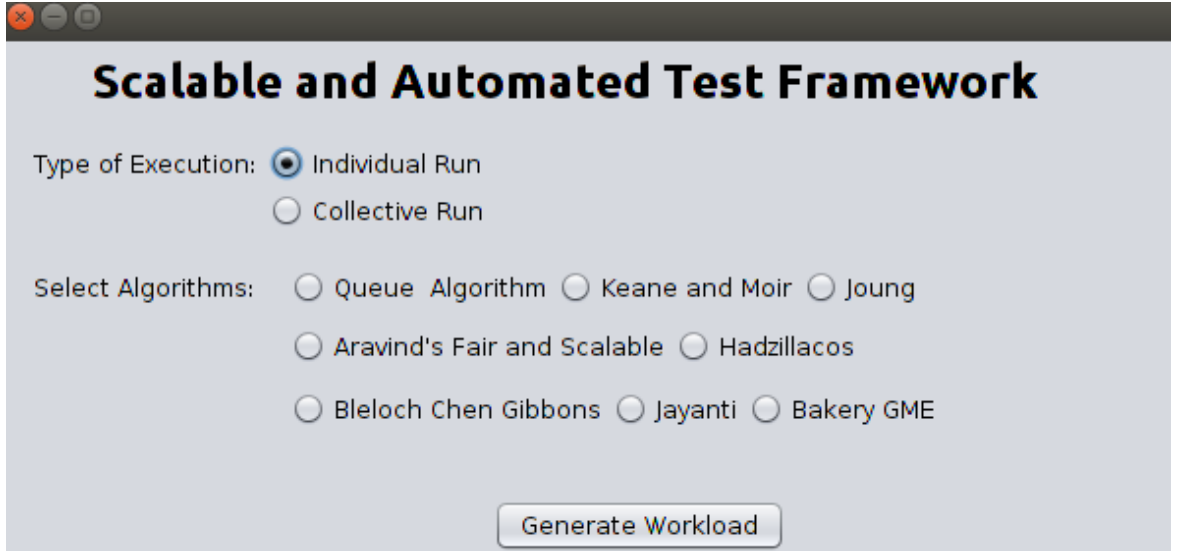 Scalable and Automated Test Framework
Type of Execution: Individual Run
Collective Run
Select Algorithms: Queue Algorithm Keane and Moir Joung
Aravind's Fair and Scalable Hadzillacos
Bleloch Chen Gibbons Jayanti Bakery GME
Generate Workload